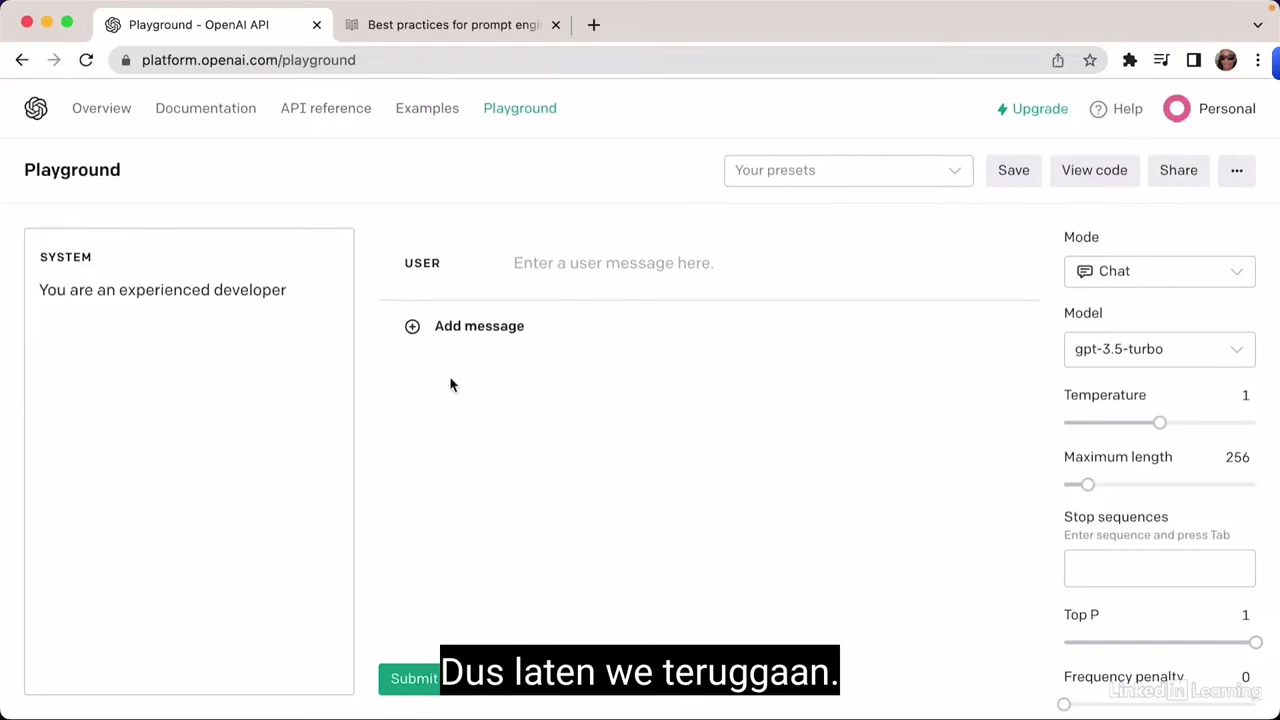 Playground - OpenAI API
Best practices for prompt engi
platform.openai.com/playground
Overview
Documentation
API reference
Examples
Playground
Upgrade
Help
Personal
Playground
Your presets
Save
View code
Share
SYSTEM
You are an experienced developer
USER
Enter a user message here.
Add message
Mode
Chat
Model
gpt-3.5-turbo
Temperature 1
Maximum length 256
Stop sequences
Enter sequence and press Tab
Top P 1
Frequency penalty 0
Submit
Dus laten we teruggaan.
LinkedIn Learning